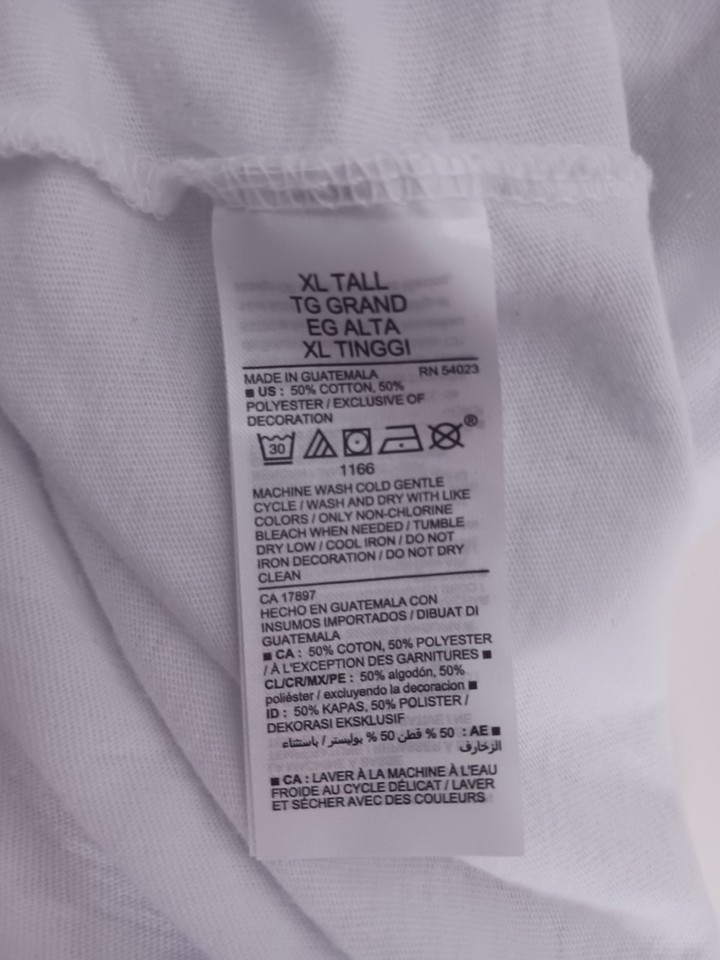 XL TALL
TG GRAND
EG ALTA
XL TINGGI
MADE IN GUATEMALA RN 54023
■ US : 50% COTTON, 50%
POLYESTER / EXCLUSIVE OF
DECORATION
30 ®
1166
MACHINE WASH COLD GENTLE
CYCLE / WASH AND DRY WITH LIKE
COLORS / ONLY NON-CHLORINE
BLEACH WHEN NEEDED / TUMBLE
DRY LOW / COOL IRON / DO NOT
IRON DECORATION / DO NOT DRY
CLEAN
CA 17897
HECHO EN GUATEMALA CON
INSUMOS IMPORTADOS / DIBUAT DI
GUATEMALA
■ CA : 50% COTON, 50% POLYESTER
/ À L'EXCEPTION DES GARNITURES ■
CL/CR/MX/PE : 50% algodón, 50%
poliéster / excluyendo la decoracion ■
ID : 50% KAPAS, 50% POLISTER /
DEKORASI EKSKLUSIF
■ AE : 50 % قطن 50 % بوليستر / باستثناء
الزخارف
■ CA : LAVER À LA MACHINE À L'EAU
FROIDE AU CYCLE DÉLICAT / LAVER
ET SÉCHER AVEC DES COULEURS